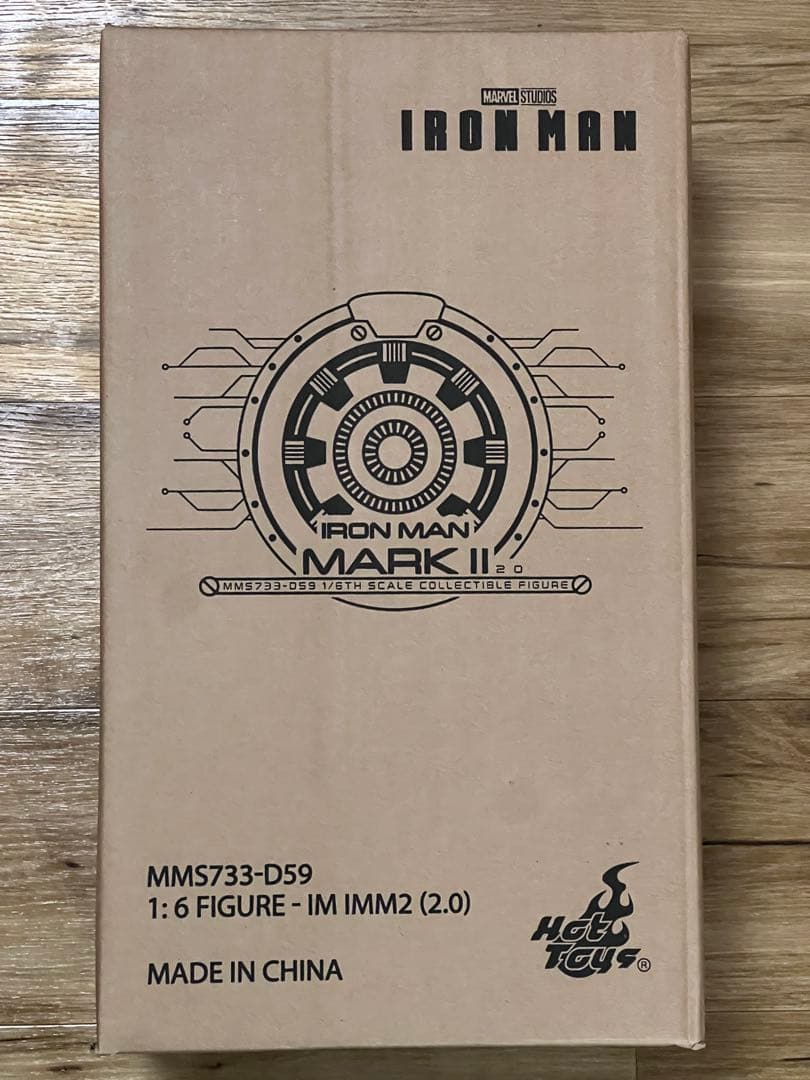 MARVEL STUDIOS
IRON MAN
IRON MAN
MARK II 2 0
MMS733-D59 1/6TH SCALE COLLECTIBLE FIGURE
MMS733-D59
1: 6 FIGURE - IM IMM2 (2.0)
MADE IN CHINA
Hot
Toys®